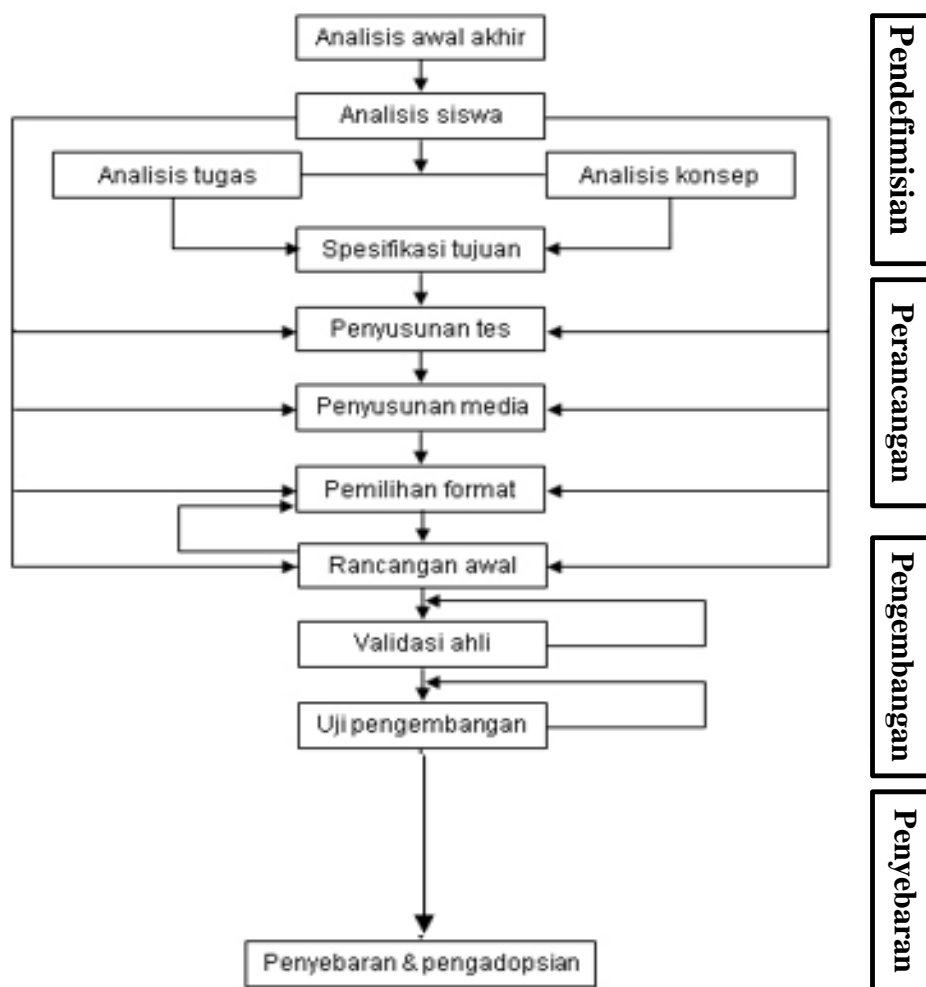 Analisis awal akhir
Analisis siswa
Analisis tugas
Analisis konsep
Spesifikasi tujuan
Penyusunan tes
Penyusunan media
Pemilihan format
Rancangan awal
Validasi ahli
Uji pengembangan
Penyebaran & pengadopsian
Pendefimisian
Perancangan
Pengembangan
Penyebaran